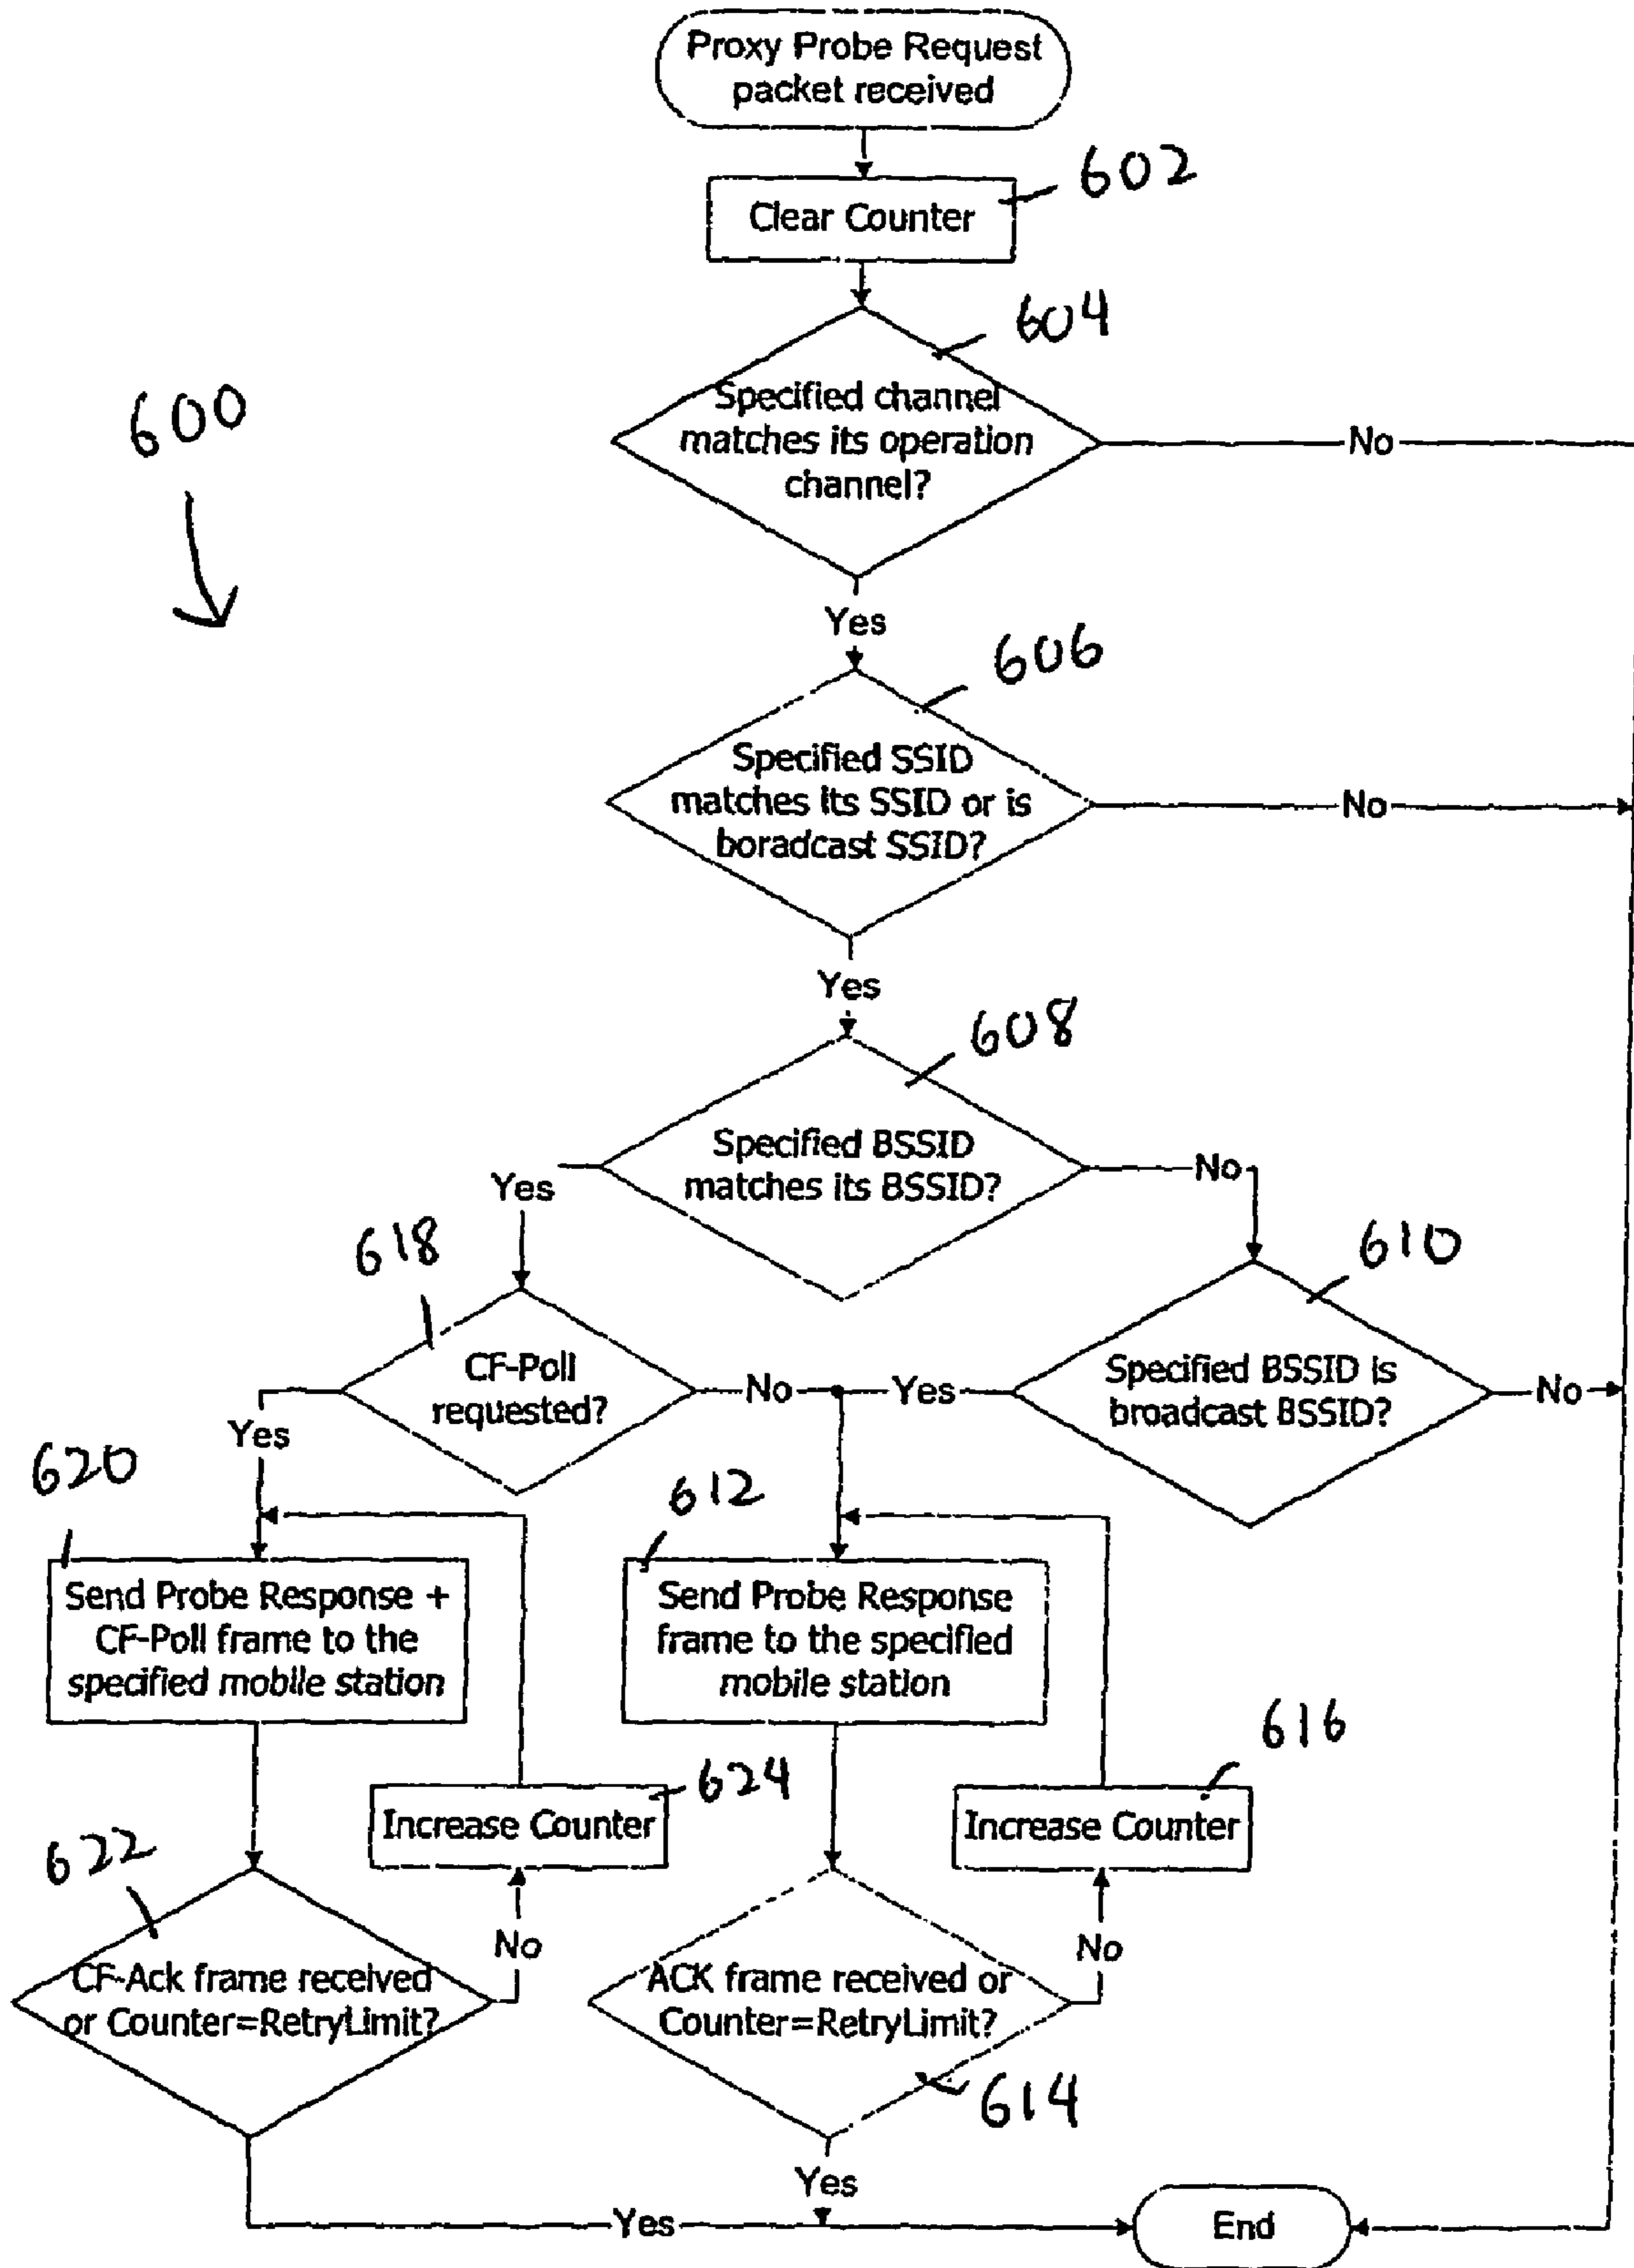 Proxy Probe Request
packet received
602
Clear Counter
604
Specified channel
matches its operation
channel?
No
600
Yes
606
Specified SSID
matches its SSID or is
boradcast SSID?
No
Yes
608
Specified BSSID
matches its BSSID?
Yes
No
618
610
CF-Poll
requested?
No
Yes
Specified BSSID is
broadcast BSSID?
No
Yes
620
612
Send Probe Response +
CF-Poll frame to the
specified mobile station
Send Probe Response
frame to the specified
mobile station
616
624
Increase Counter
Increase Counter
622
No
No
CF-Ack frame received
or Counter=RetryLimit?
ACK frame received or
Counter=RetryLimit?
614
Yes
Yes
End